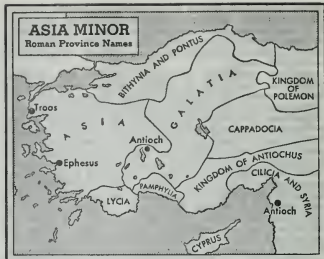 ASIA MINOR
Roman Province Names
BITHYNIA AND PONTUS
GALATIA
KINGDOM
OF
POLEMON
Troas
ASIA
CAPPADOCIA
Antioch
Ephesus
KINGDOM OF ANTIOCHUS
CILICIA AND SYRIA
PAMPHYLIA
LYCIA
Antioch
CYPRUS